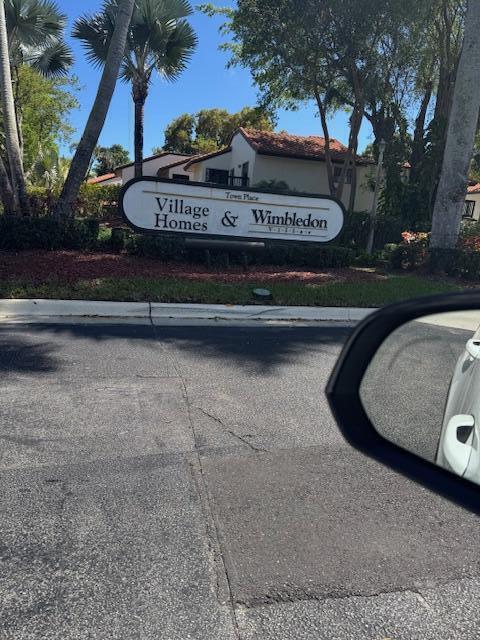 Town Place
Village & Wimbledon
Homes Villas